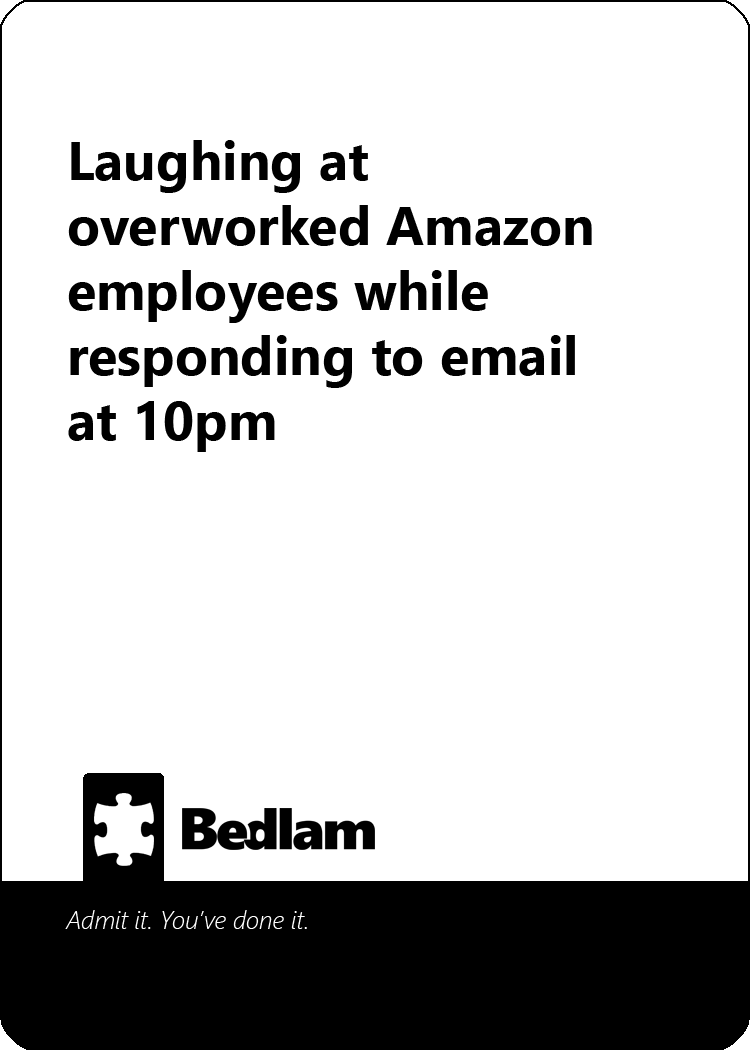 Laughing at
overworked Amazon
employees while
responding to email
at 10pm
Bedlam
Admit it. You've done it.